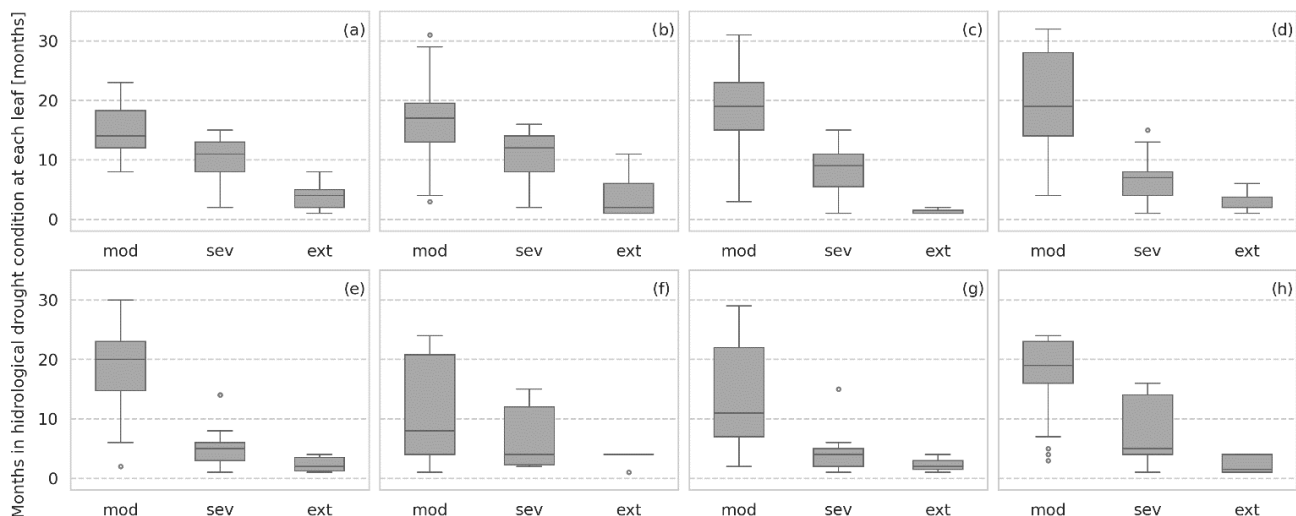 Months in hidrological drought condition at each leaf [months]
(a) (b) (c) (d)
30
20
10
0
mod sev ext mod sev ext mod sev ext mod sev ext
(e) (f) (g) (h)
30
20
10
0
mod sev ext mod sev ext mod sev ext mod sev ext